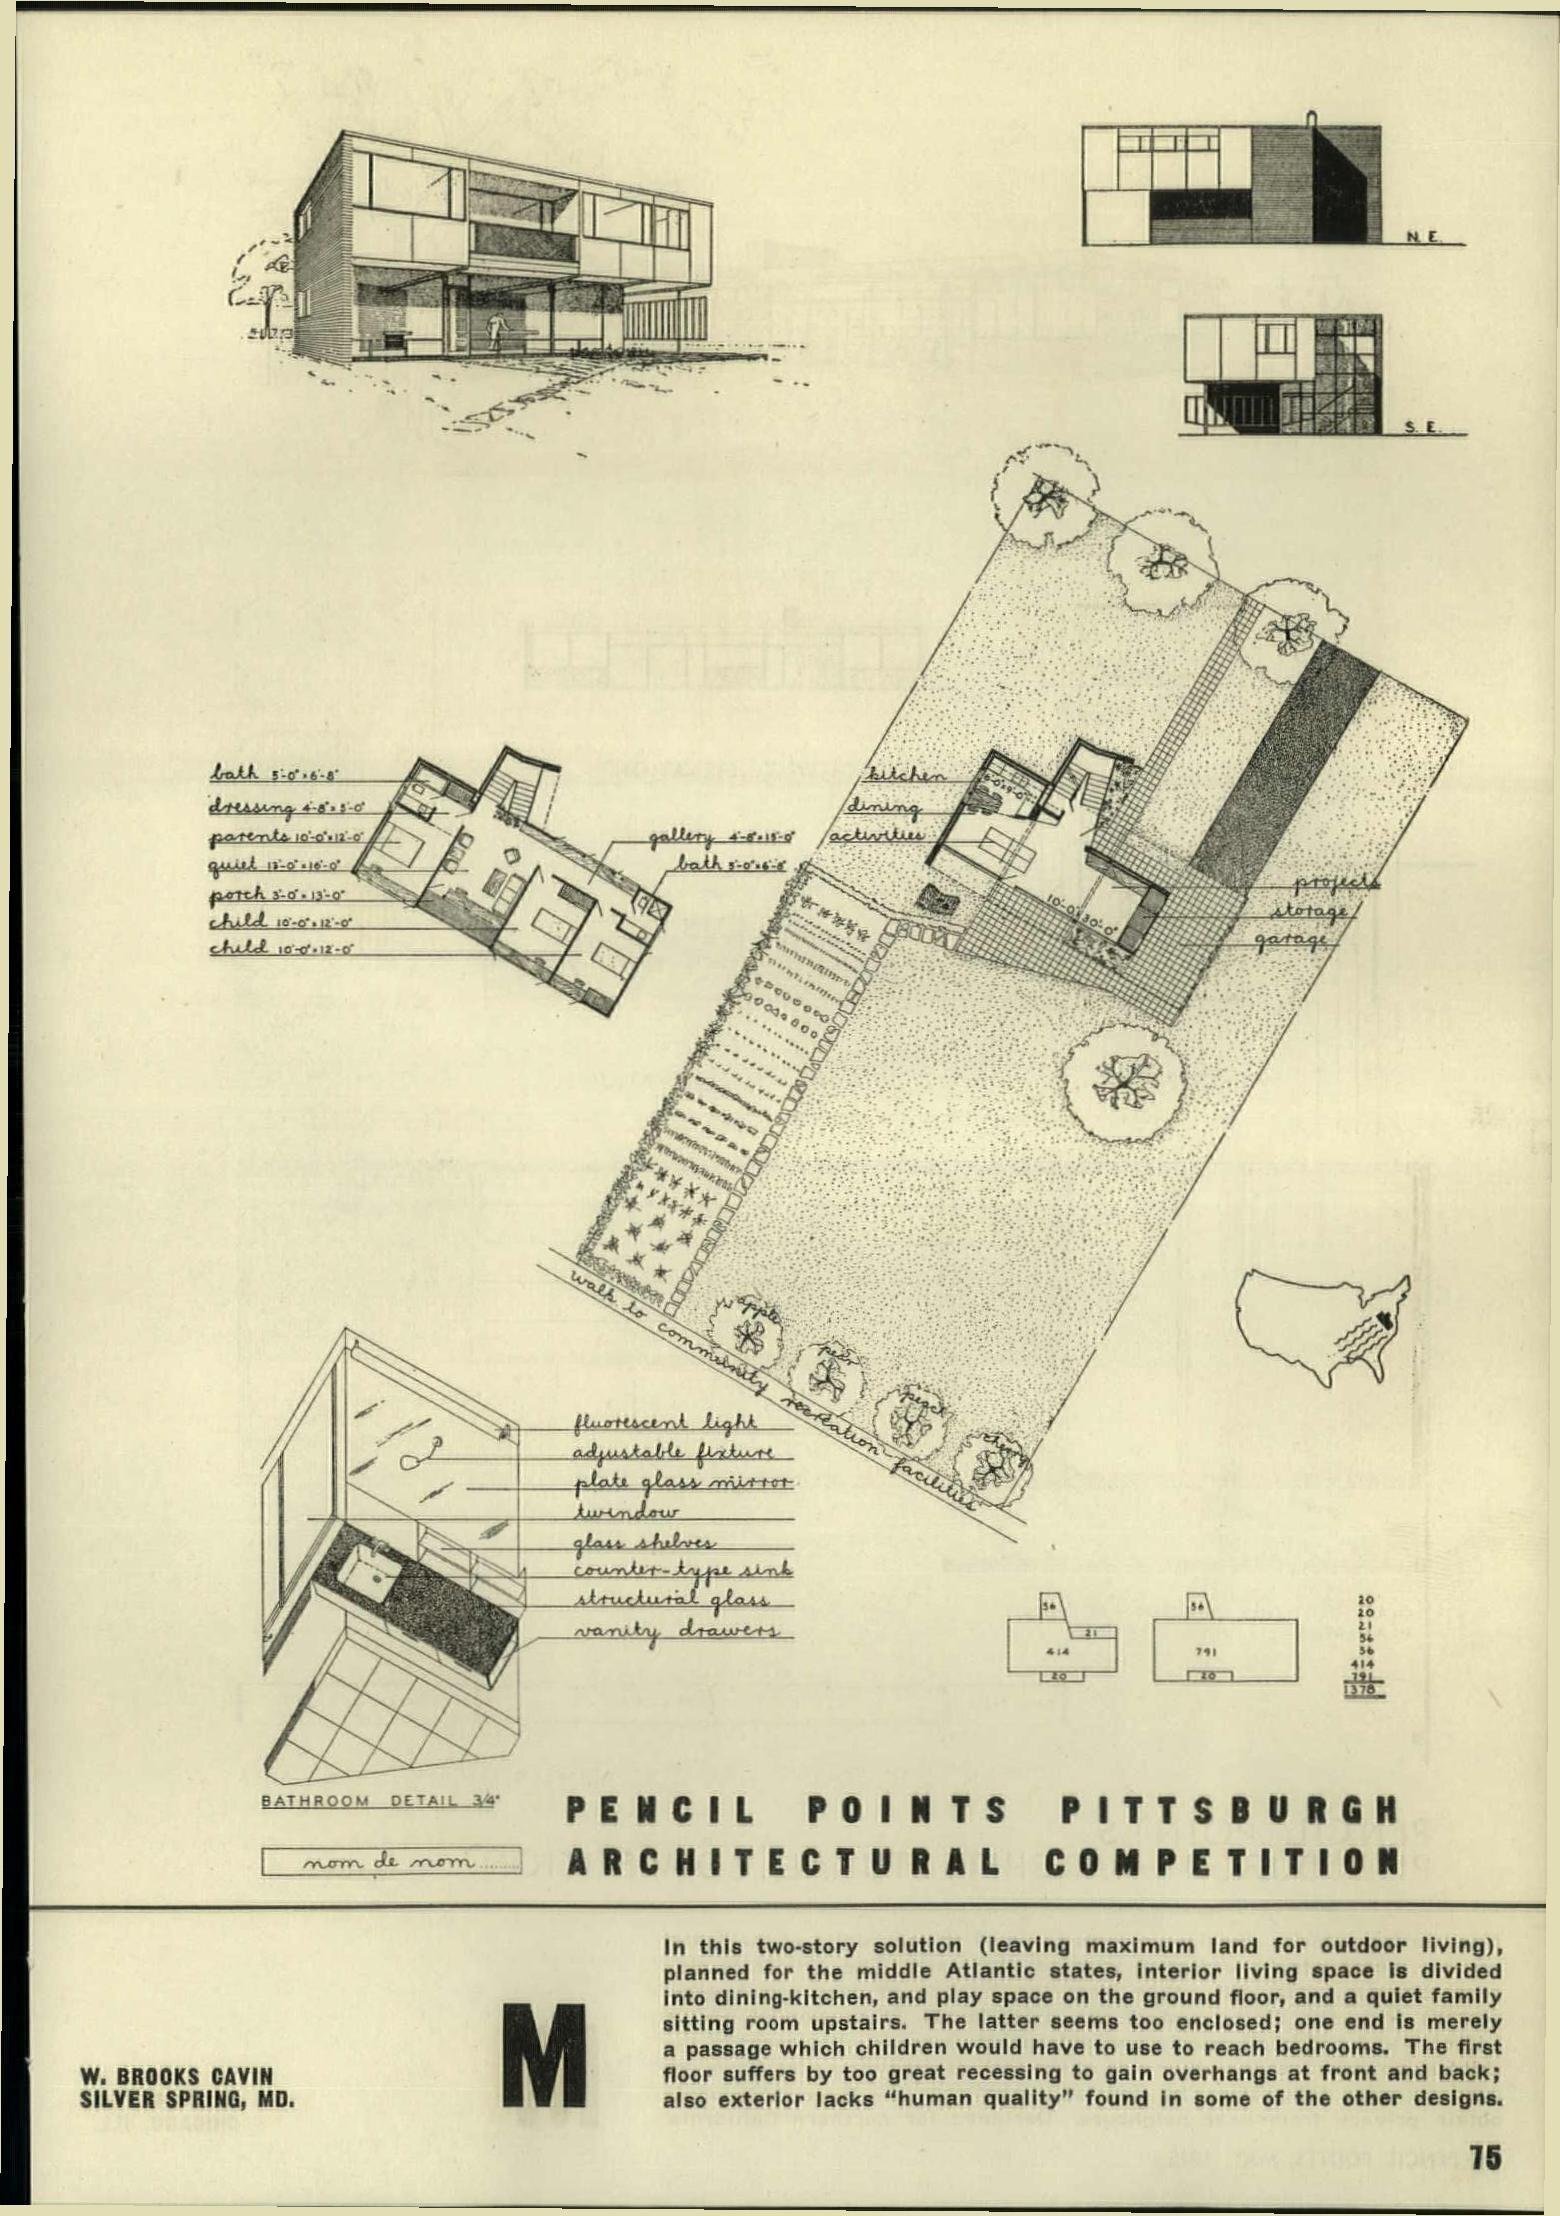 N. E.
S. E.
bath 5'-0"×6'-8"
dressing 4'-8"×5'-0"
parents 10'-0"×12'-0"
quiet 13'-0"×16'-0"
porch 3'-0"×13'-0"
child 10'-0"×12'-0"
child 10'-0"×12'-0"
gallery 4'-8"×15'-0"
bath 5'-0"×6'-8"
kitchen
dining
activities
10'-0"×30'-0"
projects
storage
garage
walk to community recreation facilities
apple
pear
peach
cherry
fluorescent light
adjustable fixture
plate glass mirror
twindow
glass shelves
counter-type sink
structural glass
vanity drawers
56
21
414
20
56
791
20
20
20
21
56
56
414
791
1378
BATHROOM DETAIL 3/4"
nom de nom........
PENCIL POINTS PITTSBURGH
ARCHITECTURAL COMPETITION
W. BROOKS CAVIN
SILVER SPRING, MD.
M
In this two-story solution (leaving maximum land for outdoor living),
planned for the middle Atlantic states, interior living space is divided
into dining-kitchen, and play space on the ground floor, and a quiet family
sitting room upstairs. The latter seems too enclosed; one end is merely
a passage which children would have to use to reach bedrooms. The first
floor suffers by too great recessing to gain overhangs at front and back;
also exterior lacks "human quality" found in some of the other designs.
75